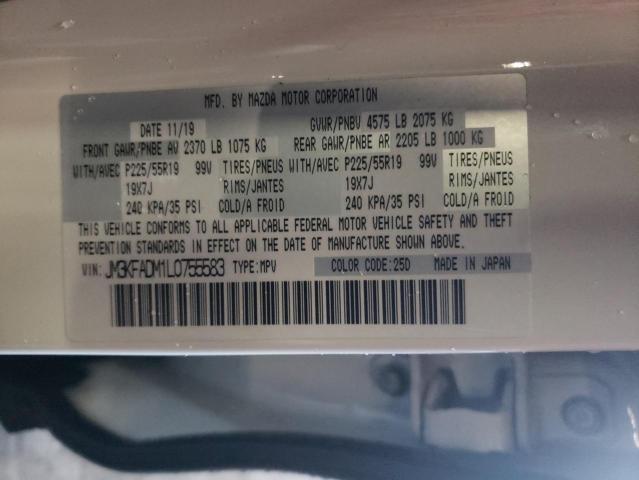 MFD. BY MAZDA MOTOR CORPORATION
DATE 11/19 GVWR/PNBV 4575 LB 2075 KG
FRONT GAWR/PNBE AV 2370 LB 1075 KG REAR GAWR/PNBE AR 2205 LB 1000 KG
WITH/AVEC P225/55R19 99V TIRES/PNEUS WITH/AVEC P225/55R19 99V TIRES/PNEUS
19X7J RIMS/JANTES 19X7J RIMS/JANTES
240 KPA/35 PSI COLD/A FROID 240 KPA/35 PSI COLD/A FROID
THIS VEHICLE CONFORMS TO ALL APPLICABLE FEDERAL MOTOR VEHICLE SAFETY AND THEFT
PREVENTION STANDARDS IN EFFECT ON THE DATE OF MANUFACTURE SHOWN ABOVE.
VIN: JM3KFADM1L0755583 TYPE:MPV COLOR CODE:25D MADE IN JAPAN